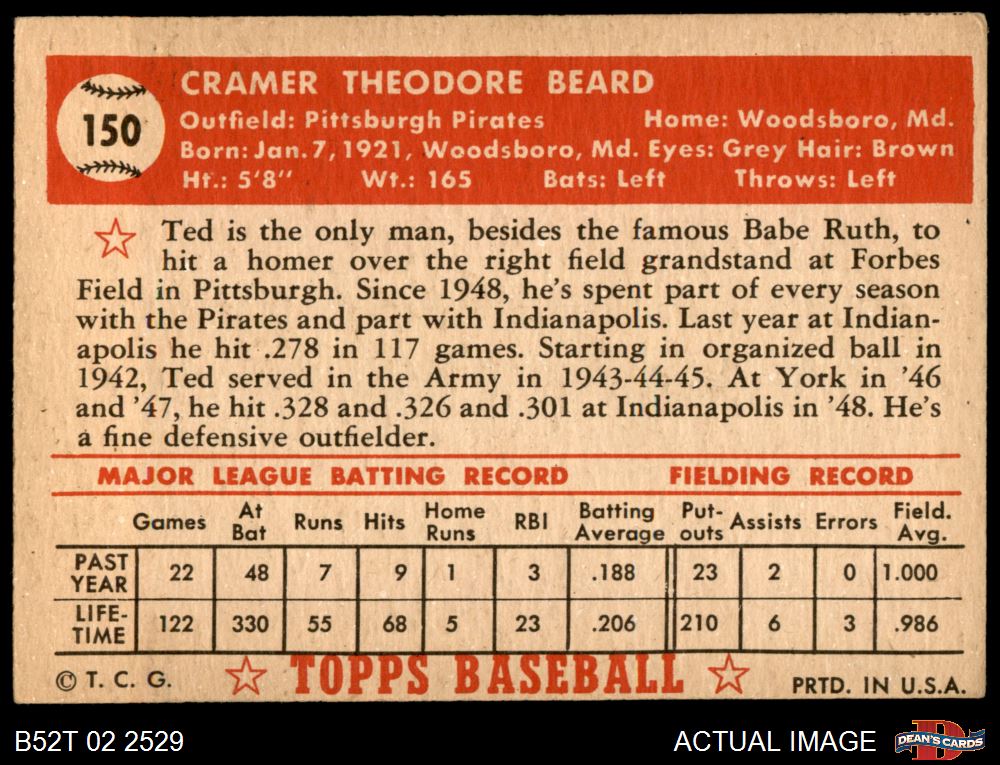 150
CRAMER THEODORE BEARD
Outfield: Pittsburgh Pirates Home: Woodsboro, Md.
Born: Jan. 7, 1921, Woodsboro, Md. Eyes: Grey Hair: Brown
Ht.: 5'8" Wt.: 165 Bats: Left Throws: Left
Ted is the only man, besides the famous Babe Ruth, to
hit a homer over the right field grandstand at Forbes
Field in Pittsburgh. Since 1948, he's spent part of every season
with the Pirates and part with Indianapolis. Last year at Indian-
apolis he hit .278 in 117 games. Starting in organized ball in
1942, Ted served in the Army in 1943-44-45. At York in '46
and '47, he hit .328 and .326 and .301 at Indianapolis in '48. He's
a fine defensive outfielder.
MAJOR LEAGUE BATTING RECORD FIELDING RECORD
Games At Bat Runs Hits Home Runs RBI Batting Average Put-outs Assists Errors Field. Avg.
PAST YEAR 22 48 7 9 1 3 .188 23 2 0 1.000
LIFE-TIME 122 330 55 68 5 23 .206 210 6 3 .986
© T. C. G. TOPPS BASEBALL PRTD. IN U.S.A.
B52T 02 2529 ACTUAL IMAGE DEAN'S CARDS